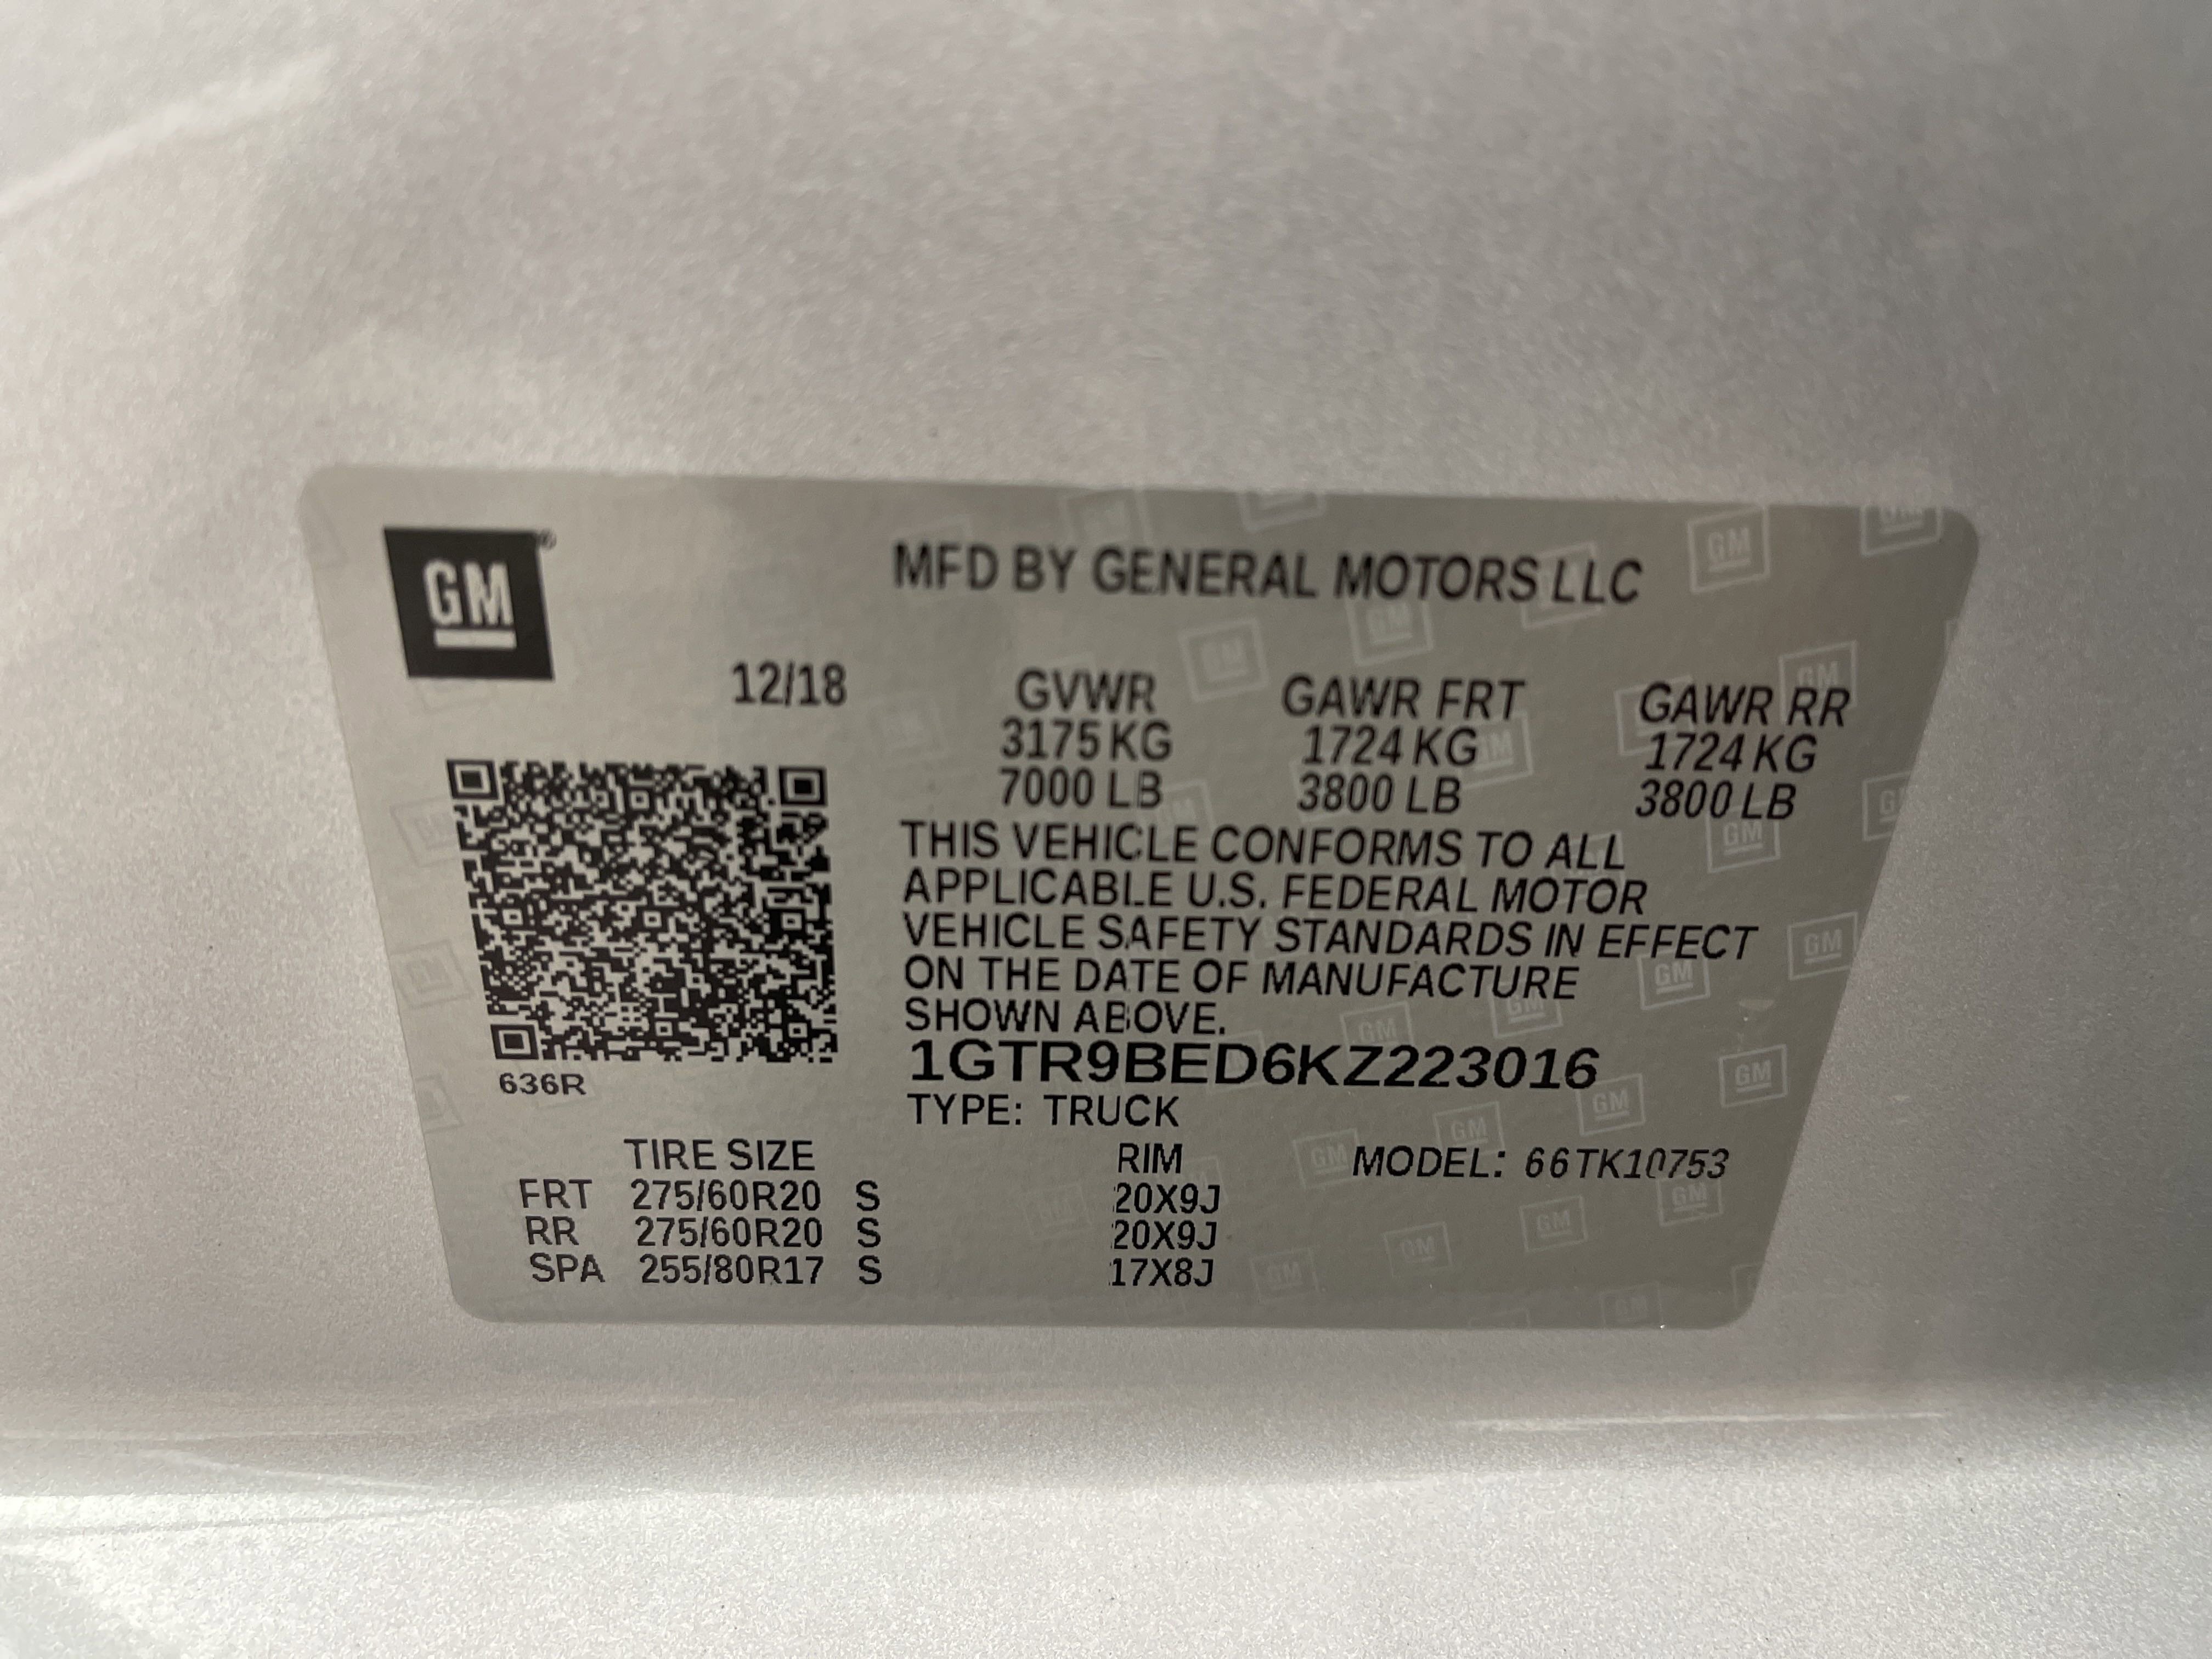 GM
MFD BY GENERAL MOTORS LLC
12/18 GVWR GAWR FRT GAWR RR
3175 KG 1724 KG 1724 KG
7000 LB 3800 LB 3800 LB
THIS VEHICLE CONFORMS TO ALL
APPLICABLE U.S. FEDERAL MOTOR
VEHICLE SAFETY STANDARDS IN EFFECT
ON THE DATE OF MANUFACTURE
SHOWN ABOVE.
1GTR9BED6KZ223016
636R
TYPE: TRUCK
TIRE SIZE RIM MODEL: 66TK10753
FRT 275/60R20 S 20X9J
RR 275/60R20 S 20X9J
SPA 255/80R17 S 17X8J